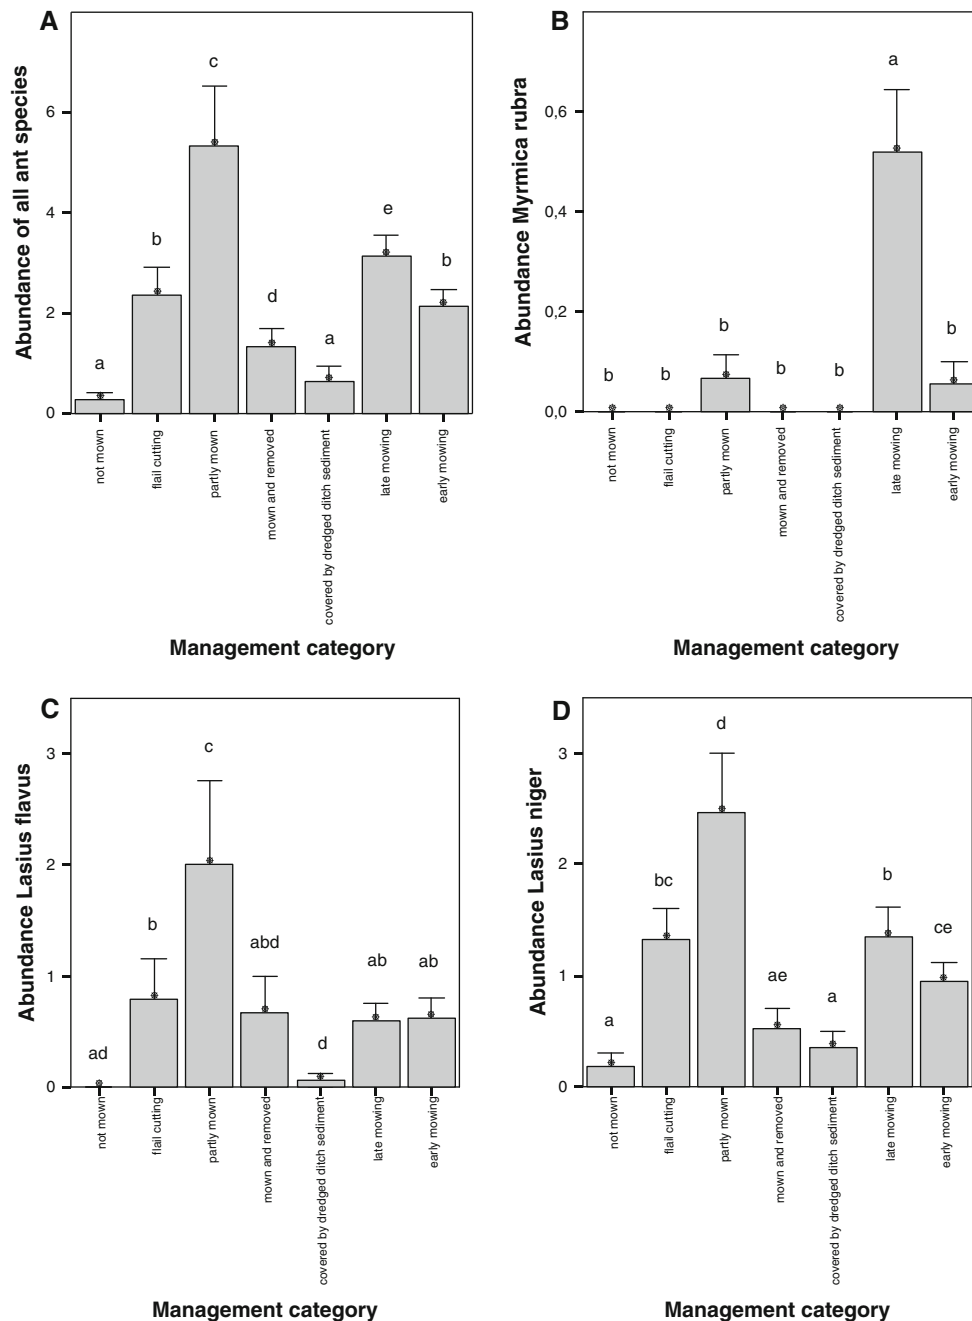 A
Abundance of all ant species
6
4
2
0
a
b
c
d
a
e
b
not mown
flail cutting
partly mown
mown and removed
covered by dredged ditch sediment
late mowing
early mowing
Management category
B
Abundance Myrmica rubra
0,6
0,4
0,2
0,0
b
b
b
b
b
a
b
not mown
flail cutting
partly mown
mown and removed
covered by dredged ditch sediment
late mowing
early mowing
Management category
C
Abundance Lasius flavus
3
2
1
0
ad
b
c
abd
d
ab
ab
not mown
flail cutting
partly mown
mown and removed
covered by dredged ditch sediment
late mowing
early mowing
Management category
D
Abundance Lasius niger
3
2
1
0
a
bc
d
ae
a
b
ce
not mown
flail cutting
partly mown
mown and removed
covered by dredged ditch sediment
late mowing
early mowing
Management category